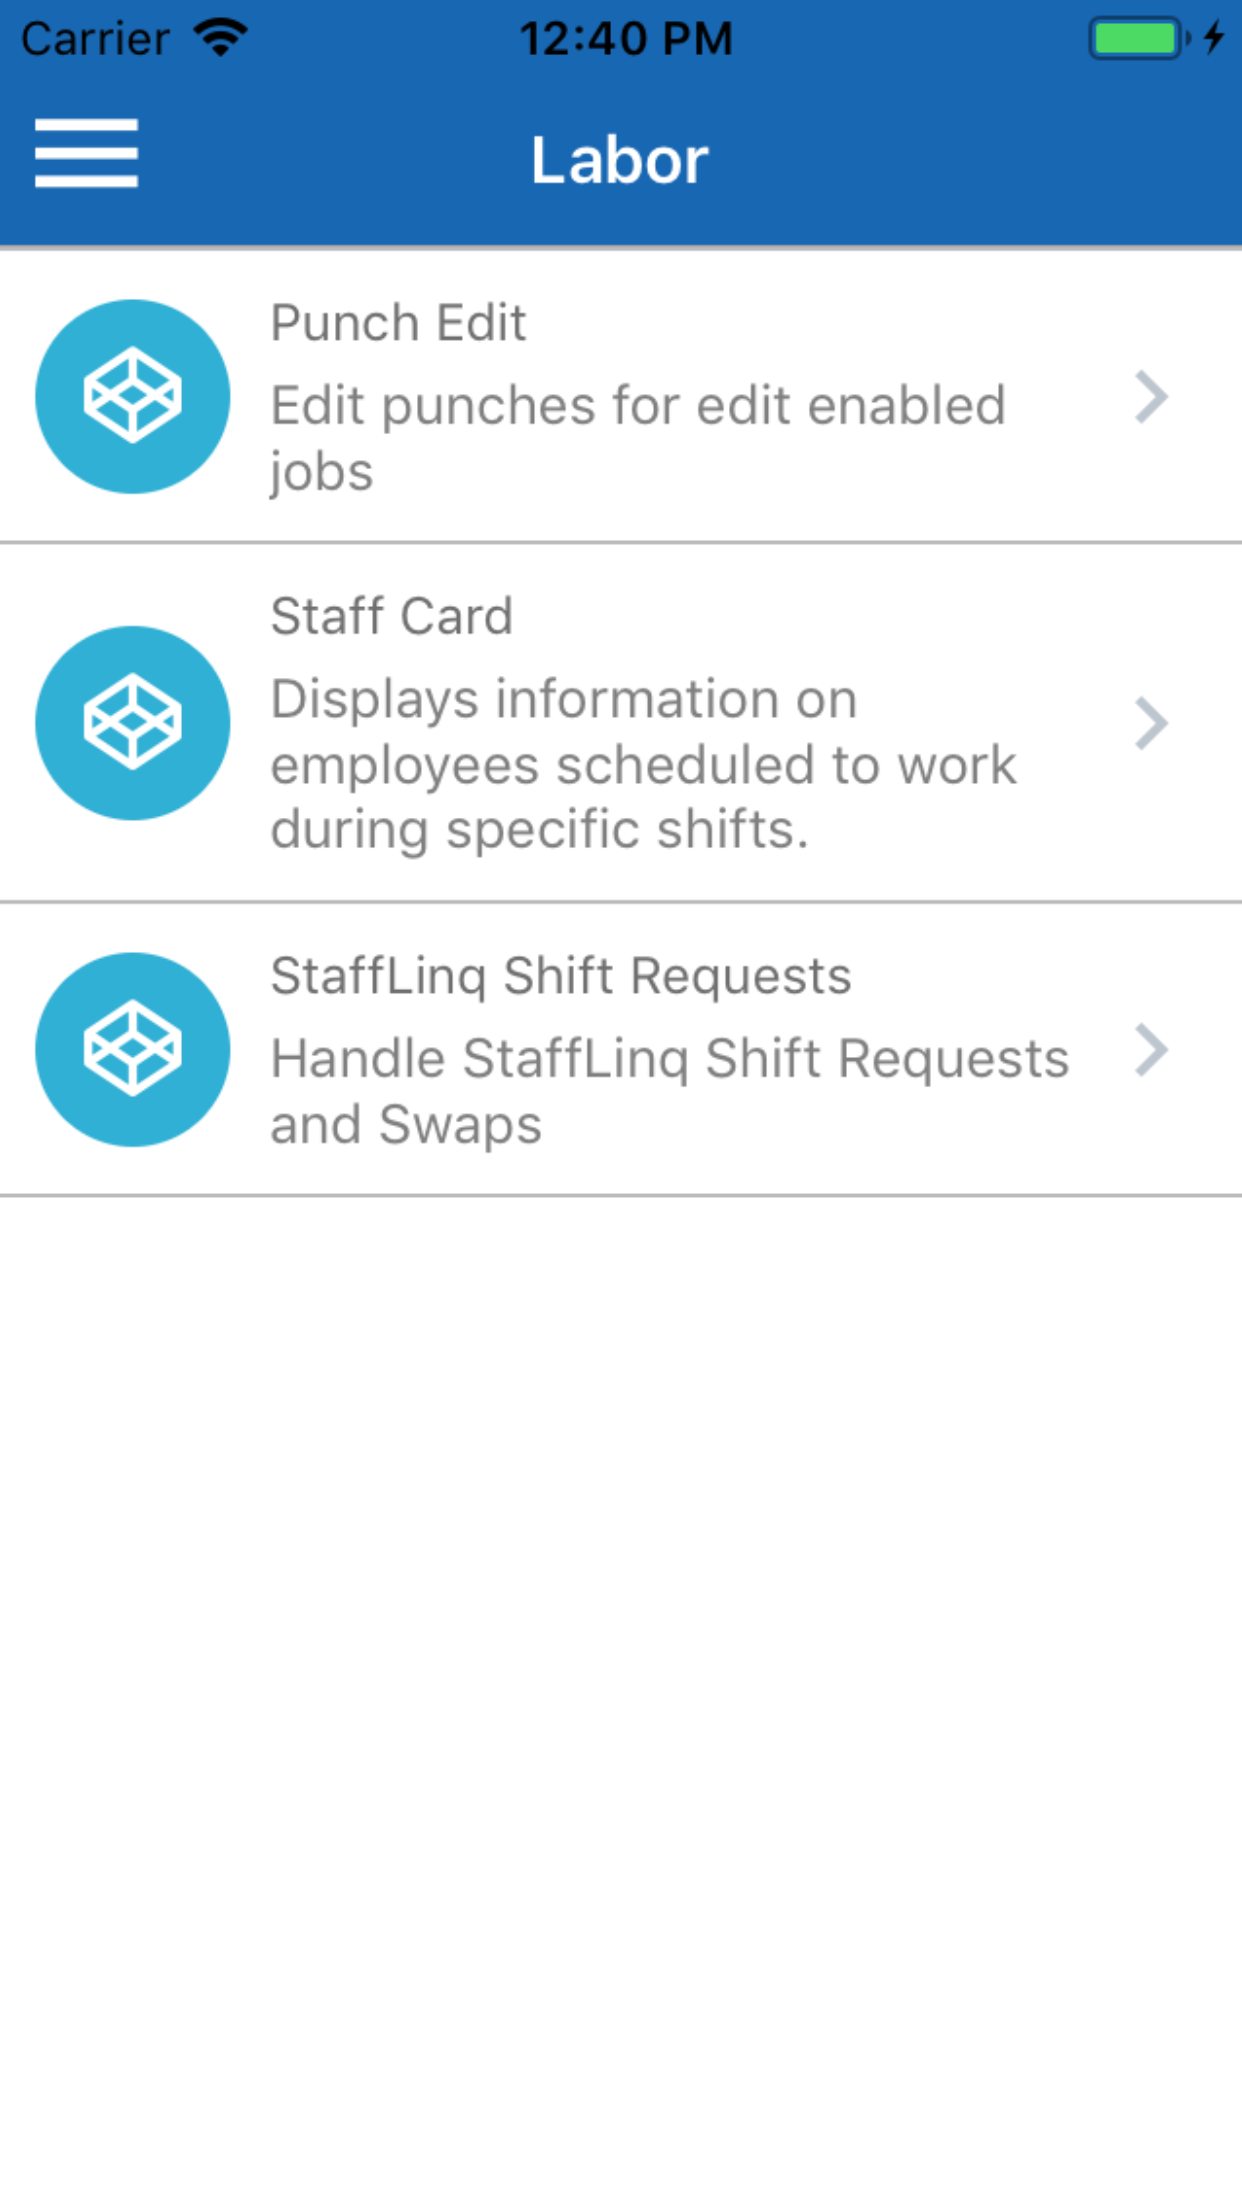 Carrier 12:40 PM
Labor
Punch Edit
Edit punches for edit enabled
jobs
Staff Card
Displays information on
employees scheduled to work
during specific shifts.
StaffLinq Shift Requests
Handle StaffLinq Shift Requests
and Swaps